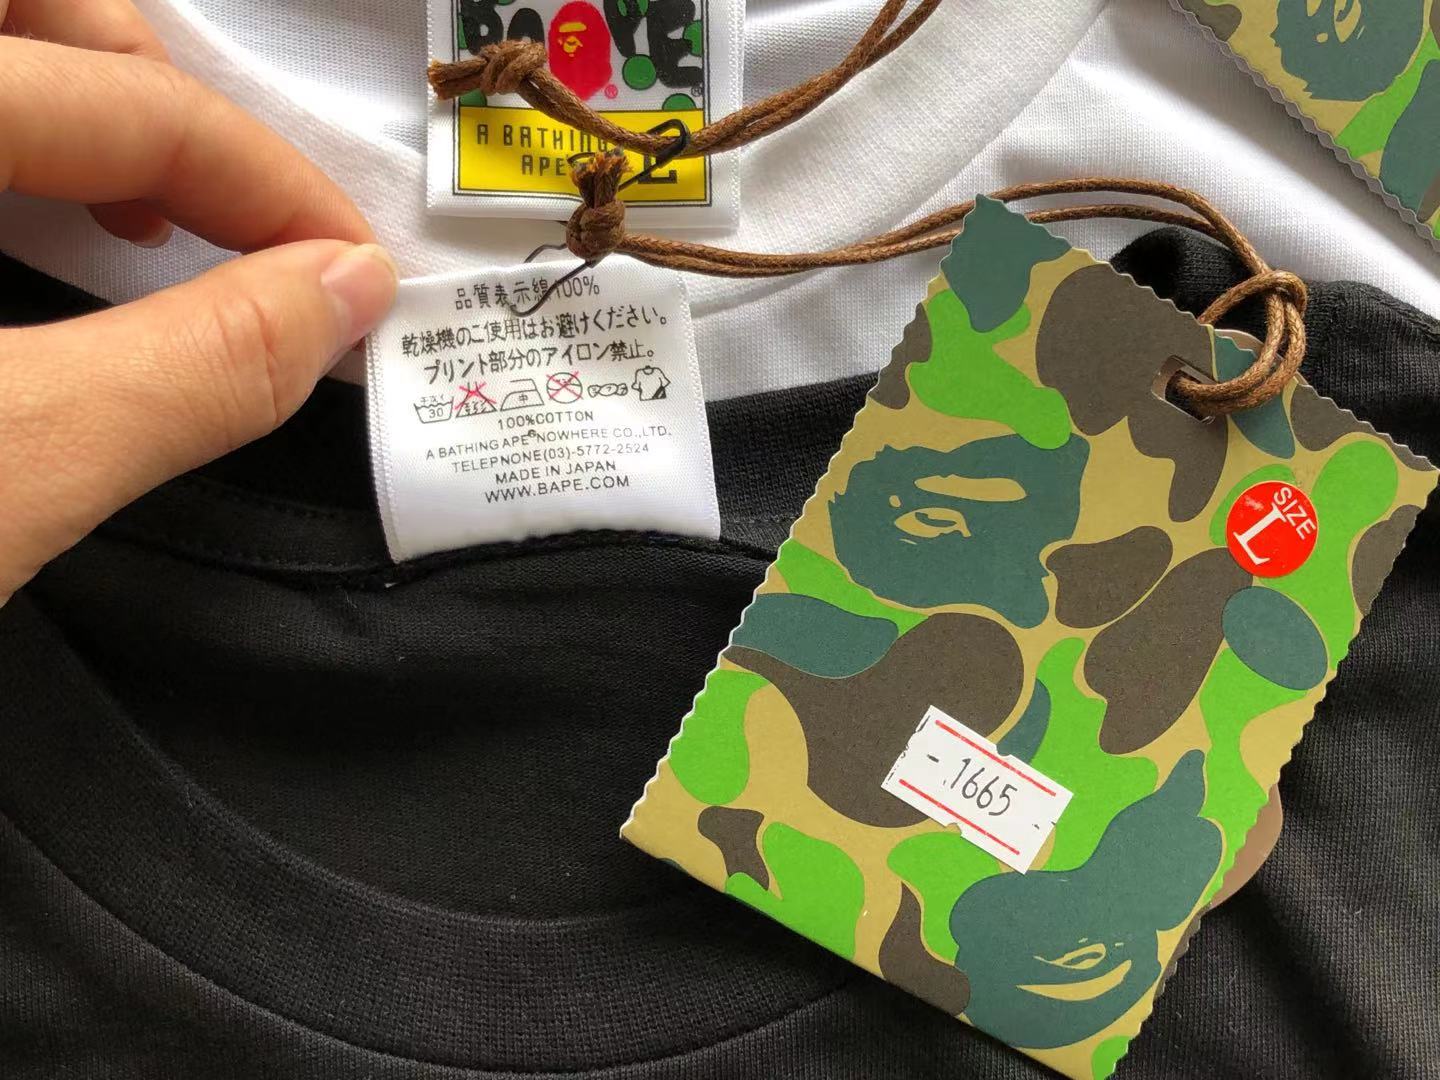 BAPE
®
®
A BATHING
APE
L
品質表示綿100%
乾燥機のご使用はお避けください。
プリント部分のアイロン禁止。
30
中
100%COTTON
A BATHING APE NOWHERE CO.,LTD.
TELEPNONE(03)-5772-2524
MADE IN JAPAN
WWW.BAPE.COM
SIZE
L
-.1665 -